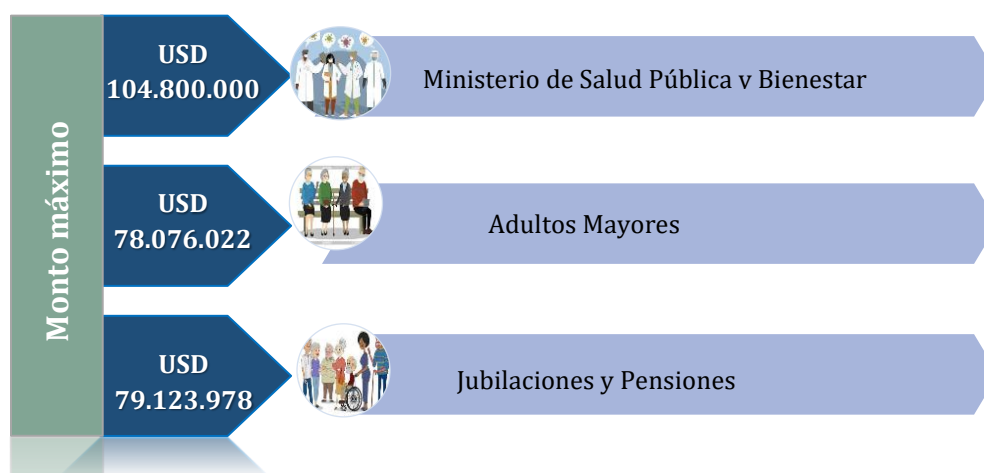 Monto máximo
USD
104.800.000
Ministerio de Salud Pública v Bienestar
USD
78.076.022
Adultos Mayores
USD
79.123.978
Jubilaciones y Pensiones